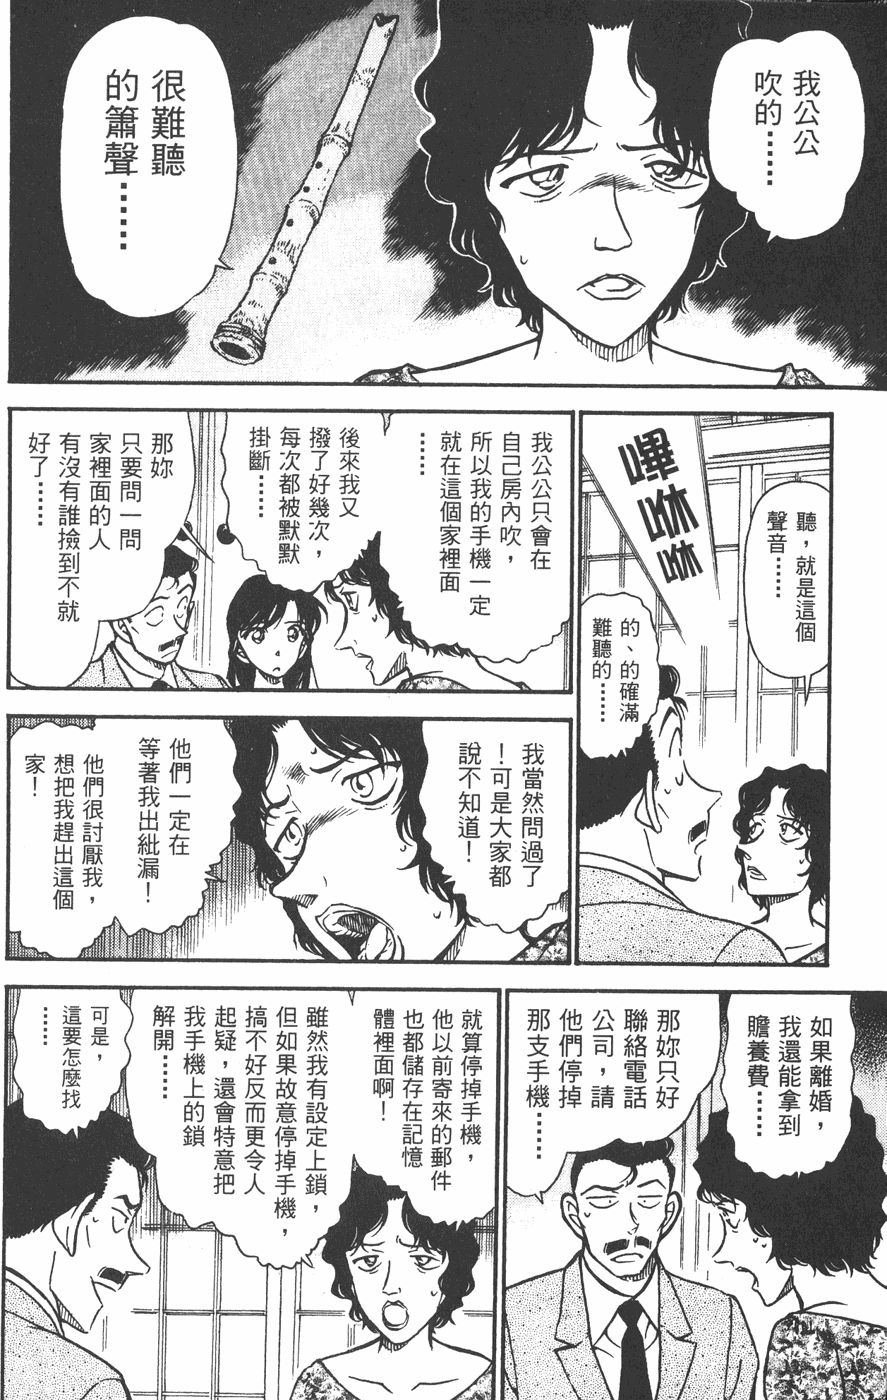 我公公
吹的……
很難聽
的簫聲……
聽，就是這個
聲音……
嗶咻咻
的、的確滿
難聽的……
我公公只會在
自己房內吹，
所以我的手機一定
就在這個家裡面
……
後來我又
撥了好幾次，
每次都被默默
掛斷……
那妳
只要問一問
家裡面的人
有沒有誰撿到不就
好了……
我當然問過了
！可是大家都
說不知道！
他們一定在
等著我出紕漏！
他們很討厭我，
想把我趕出這個
家！
如果離婚，
我還能拿到
贍養費……
那妳只好
聯絡電話
公司，請
他們停掉
那支手機……
就算停掉手機，
他以前寄來的郵件
也都儲存在記憶
體裡面啊！
雖然我有設定上鎖，
但如果故意停掉手機，
搞不好反而更令人
起疑，還會特意把
我手機上的鎖
解開……
可是，
這要怎麼找
……